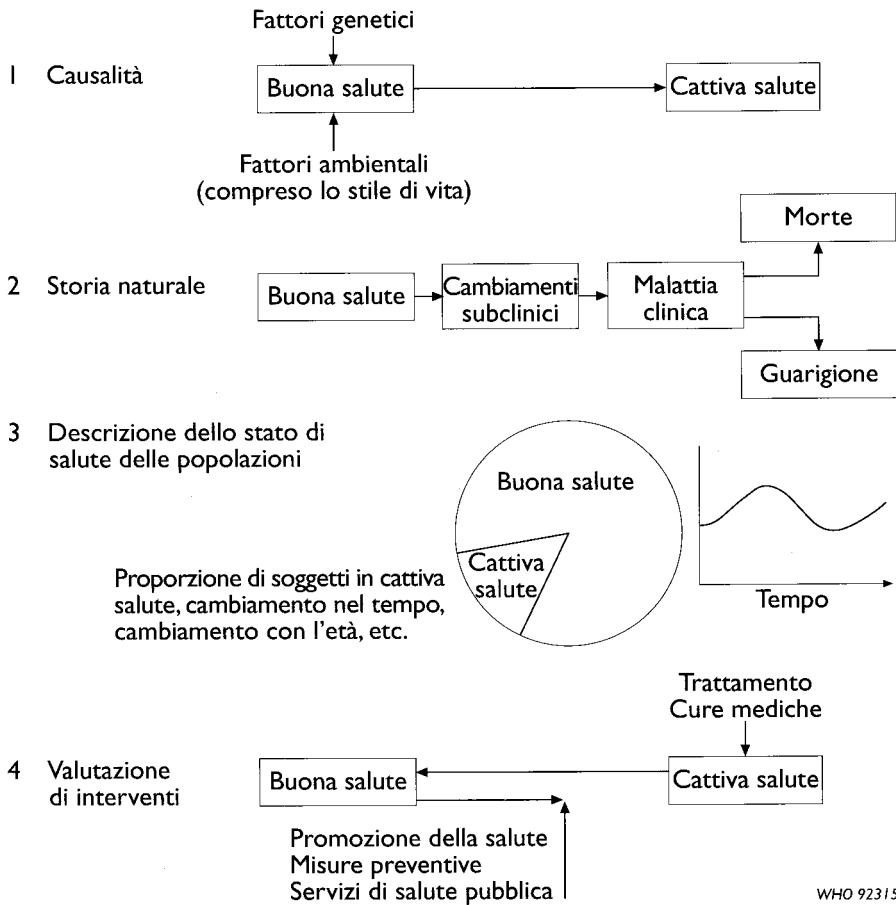 Fattori genetici
1 Causalità
Buona salute
Cattiva salute
Fattori ambientali
(compreso lo stile di vita)
Morte
2 Storia naturale
Buona salute
Cambiamenti
subclinici
Malattia
clinica
Guarigione
3 Descrizione dello stato di
salute delle popolazioni
Buona salute
Cattiva
salute
Proporzione di soggetti in cattiva
salute, cambiamento nel tempo,
cambiamento con l'età, etc.
Tempo
Trattamento
Cure mediche
4 Valutazione
di interventi
Buona salute
Cattiva salute
Promozione della salute
Misure preventive
Servizi di salute pubblica
WHO 92315